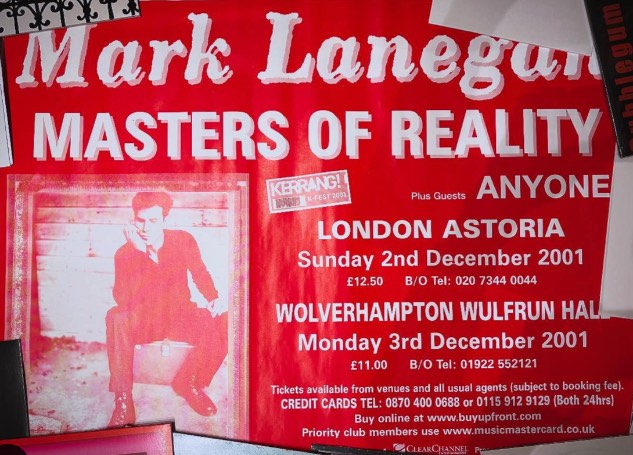 Mark Lanegan
MASTERS OF REALITY
KERRANG!
Plus Guests ANYONE
LONDON ASTORIA
Sunday 2nd December 2001
£12.50 B/O Tel: 020 7344 0044
WOLVERHAMPTON WULFRUN HAL
Monday 3rd December 2001
£11.00 B/O Tel: 01922 552121
Tickets available from venues and all usual agents (subject to booking fee).
CREDIT CARDS TEL: 0870 400 0688 or 0115 912 9129 (Both 24hrs)
Buy online at www.buyupfront.com
Priority club members use www.musicmastercard.co.uk
CLEARCHANNEL
bblegum